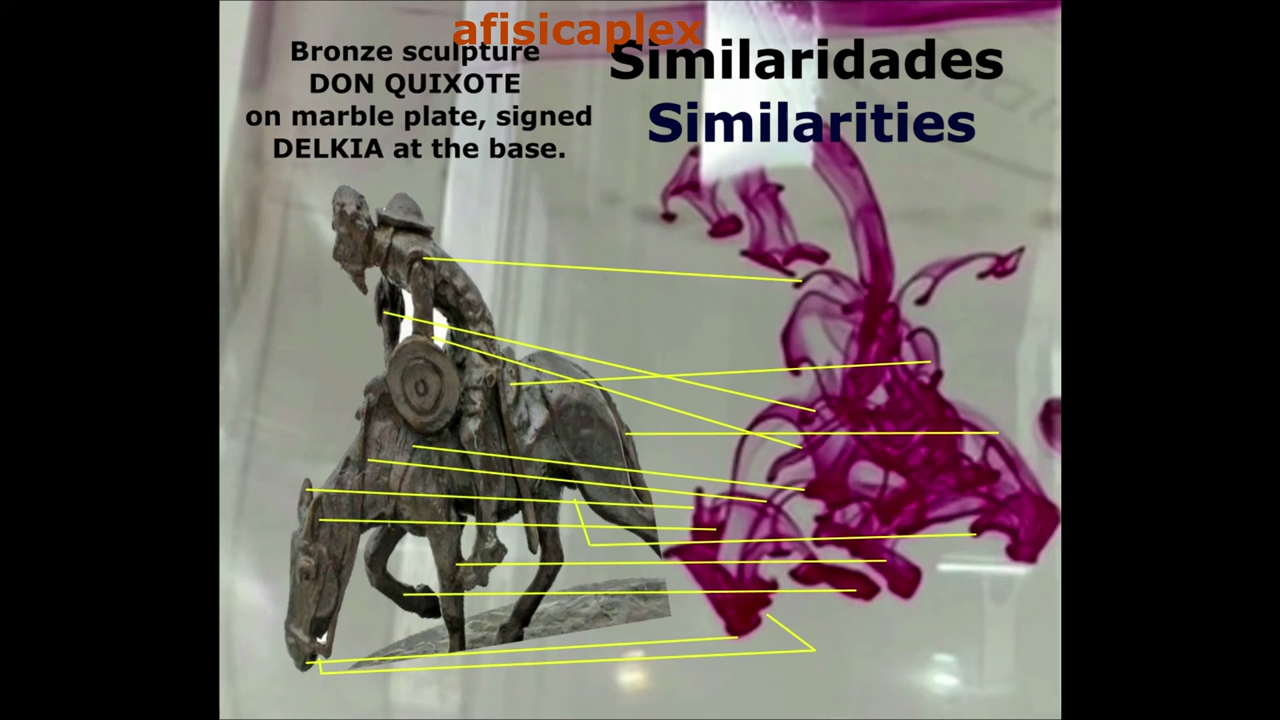 afisicaplex
Bronze sculpture
DON QUIXOTE
on marble plate, signed
DELKIA at the base.
Similaridades
Similarities